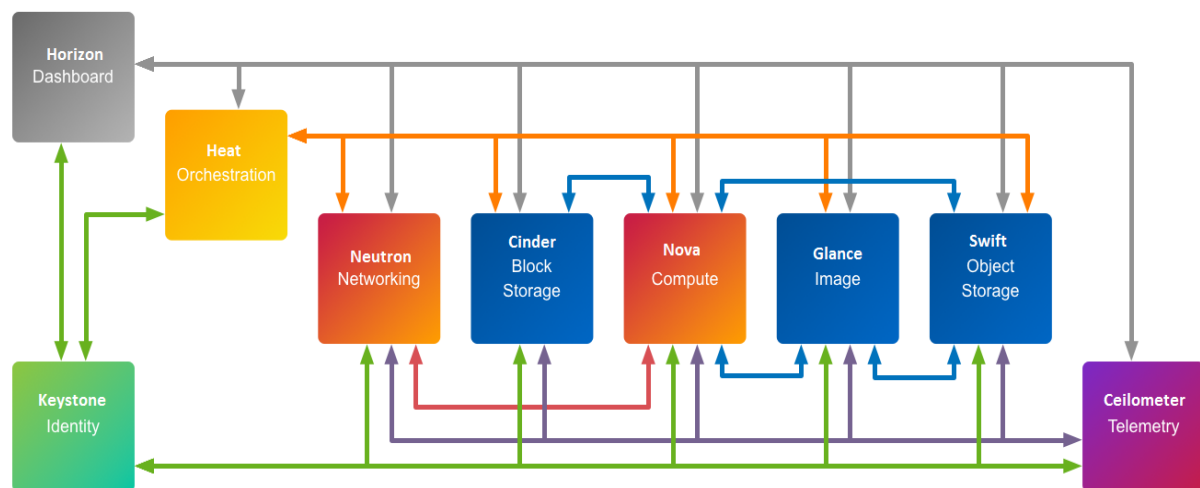 Horizon
Dashboard
Heat
Orchestration
Neutron
Networking
Cinder
Block
Storage
Nova
Compute
Glance
Image
Swift
Object
Storage
Keystone
Identity
Ceilometer
Telemetry